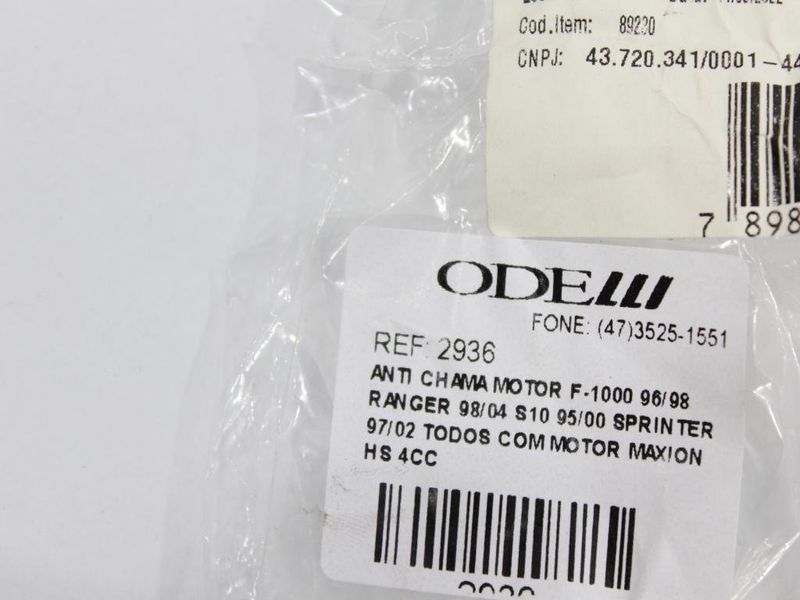 Cod.Item: 89220
CNPJ: 43.720.341/0001-44
7 898
ODE
FONE: (47)3525-1551
REF: 2936
ANTI CHAMA MOTOR F-1000 96/98
RANGER 98/04 S10 95/00 SPRINTER
97/02 TODOS COM MOTOR MAXION
HS 4CC
2936